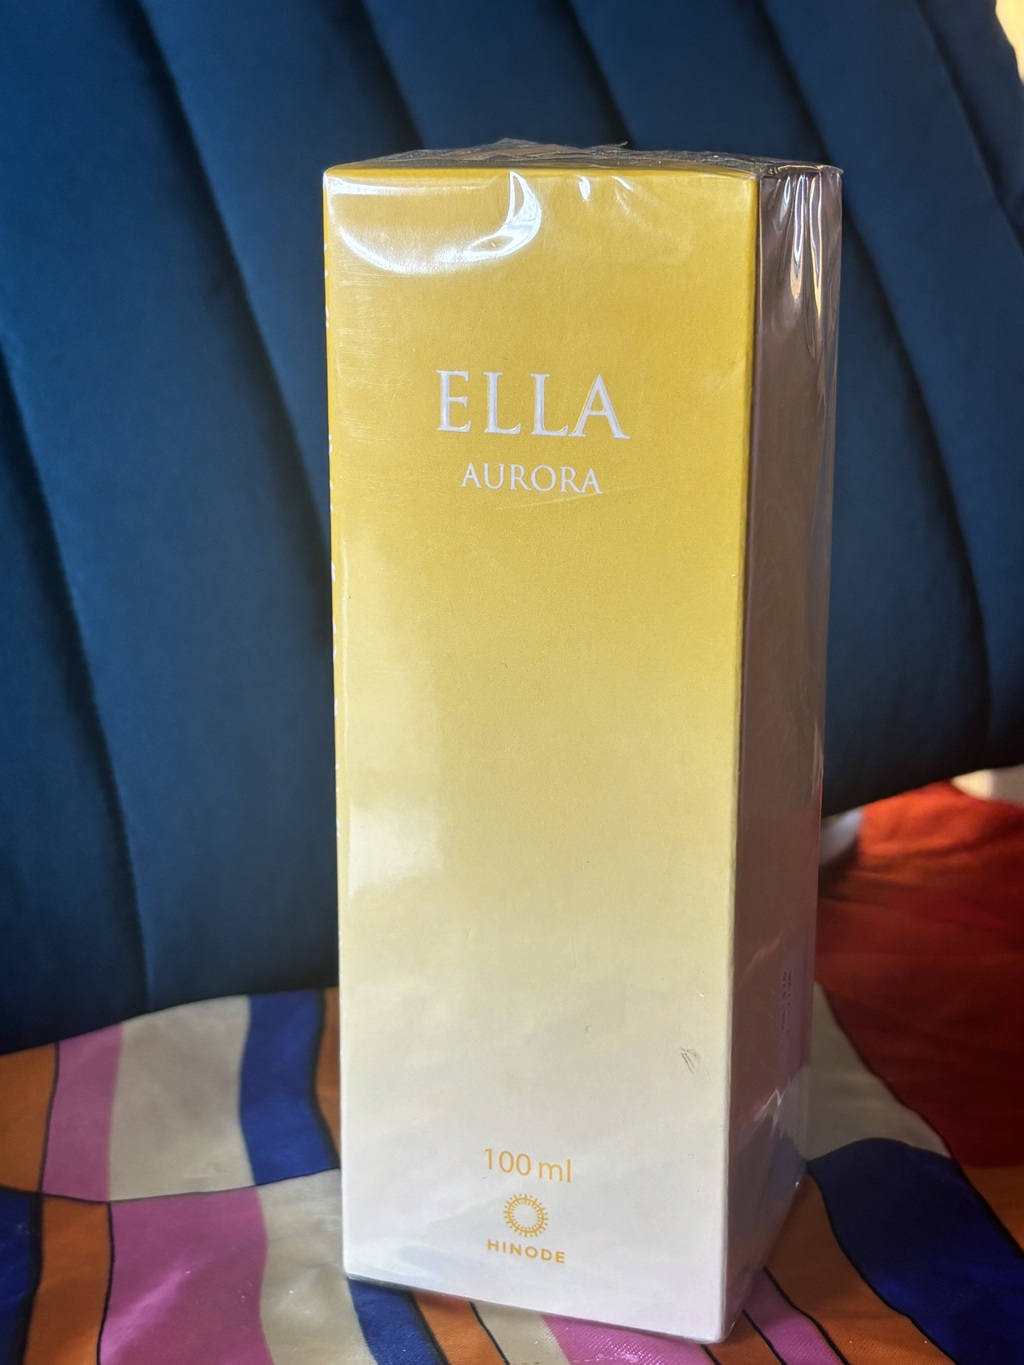 ELLA
AURORA
100 ml
HINODE